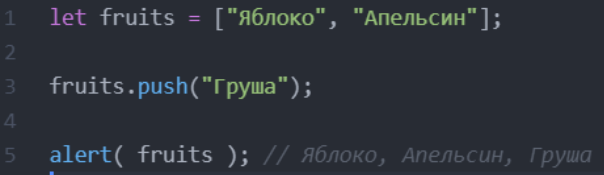 1 let fruits = ["Яблоко", "Апельсин"];
2
3 fruits.push("Груша");
4
5 alert( fruits ); // Яблоко, Апельсин, Груша